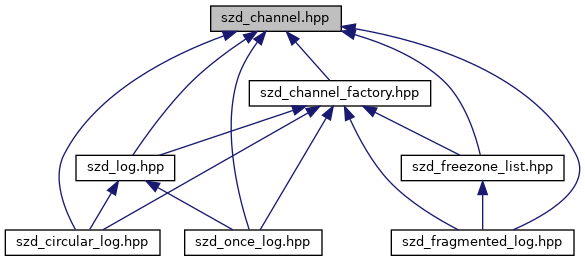 szd_channel.hpp
szd_channel_factory.hpp
szd_log.hpp
szd_freezone_list.hpp
szd_circular_log.hpp
szd_once_log.hpp
szd_fragmented_log.hpp